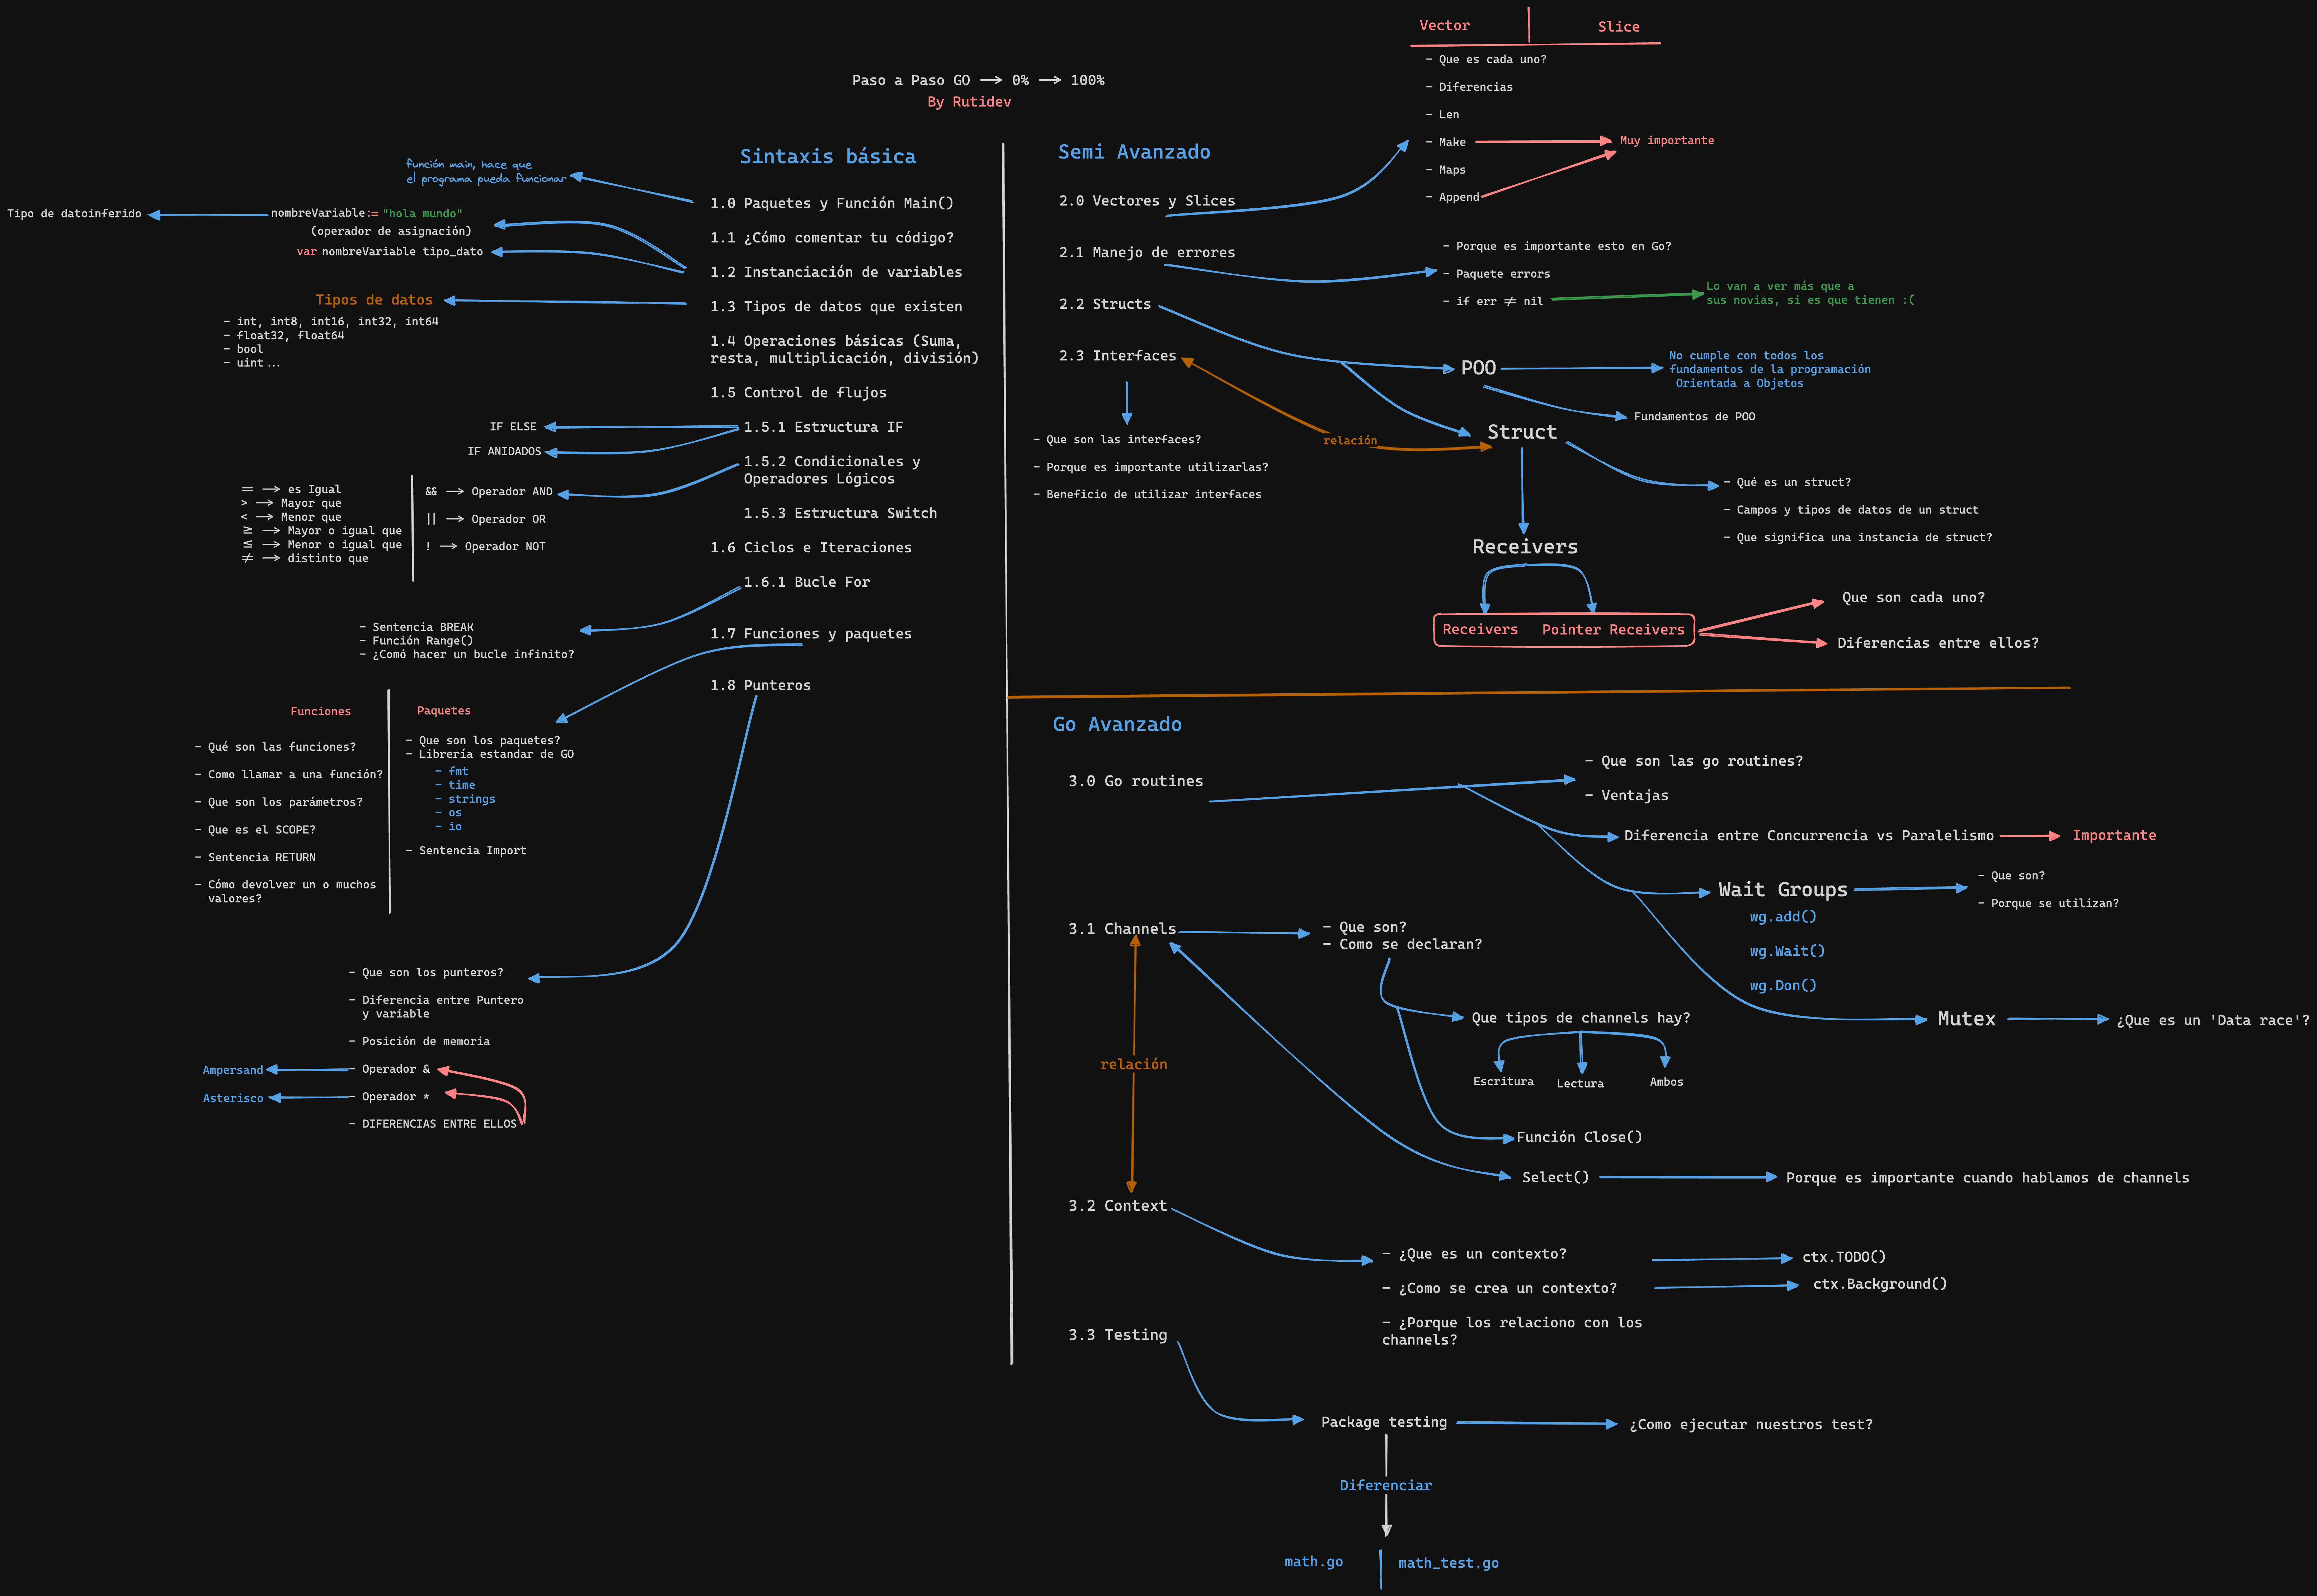 Paso a Paso GO —> 0% —> 100%
By Rutidev
Sintaxis básica
1.0 Paquetes y Función Main()
función main, hace que
el programa pueda funcionar
1.1 ¿Cómo comentar tu código?
1.2 Instanciación de variables
nombreVariable:= "hola mundo"
(operador de asignación)
Tipo de datoinferido
var nombreVariable tipo_dato
1.3 Tipos de datos que existen
Tipos de datos
- int, int8, int16, int32, int64
- float32, float64
- bool
- uint...
1.4 Operaciones básicas (Suma,
resta, multiplicación, división)
1.5 Control de flujos
1.5.1 Estructura IF
IF ELSE
IF ANIDADOS
1.5.2 Condicionales y
Operadores Lógicos
== —> es Igual
> —> Mayor que
< —> Menor que
≥ —> Mayor o igual que
≤ —> Menor o igual que
≠ —> distinto que
&& —> Operador AND
|| —> Operador OR
! —> Operador NOT
1.5.3 Estructura Switch
1.6 Ciclos e Iteraciones
1.6.1 Bucle For
- Sentencia BREAK
- Función Range()
- ¿Comó hacer un bucle infinito?
1.7 Funciones y paquetes
Funciones
- Qué son las funciones?
- Como llamar a una función?
- Que son los parámetros?
- Que es el SCOPE?
- Sentencia RETURN
- Cómo devolver un o muchos
valores?
Paquetes
- Que son los paquetes?
- Librería estandar de GO
- fmt
- time
- strings
- os
- io
- Sentencia Import
1.8 Punteros
- Que son los punteros?
- Diferencia entre Puntero
y variable
- Posición de memoria
- Operador &
Ampersand
- Operador *
Asterisco
- DIFERENCIAS ENTRE ELLOS
Semi Avanzado
2.0 Vectores y Slices
Vector
Slice
- Que es cada uno?
- Diferencias
- Len
- Make
Muy importante
- Maps
- Append
2.1 Manejo de errores
- Porque es importante esto en Go?
- Paquete errors
- if err ≠ nil
Lo van a ver más que a
sus novias, si es que tienen :(
2.2 Structs
POO
No cumple con todos los
fundamentos de la programación
Orientada a Objetos
Fundamentos de POO
2.3 Interfaces
- Que son las interfaces?
- Porque es importante utilizarlas?
- Beneficio de utilizar interfaces
relación
Struct
- Qué es un struct?
- Campos y tipos de datos de un struct
- Que significa una instancia de struct?
Receivers
Receivers Pointer Receivers
Que son cada uno?
Diferencias entre ellos?
Go Avanzado
3.0 Go routines
- Que son las go routines?
- Ventajas
Diferencia entre Concurrencia vs Paralelismo
Importante
Wait Groups
- Que son?
- Porque se utilizan?
wg.add()
wg.Wait()
wg.Don()
Mutex
¿Que es un 'Data race'?
3.1 Channels
- Que son?
- Como se declaran?
Que tipos de channels hay?
Escritura
Lectura
Ambos
Función Close()
Select()
Porque es importante cuando hablamos de channels
relación
3.2 Context
- ¿Que es un contexto?
ctx.TODO()
- ¿Como se crea un contexto?
ctx.Background()
- ¿Porque los relaciono con los
channels?
3.3 Testing
Package testing
¿Como ejecutar nuestros test?
Diferenciar
math.go
math_test.go